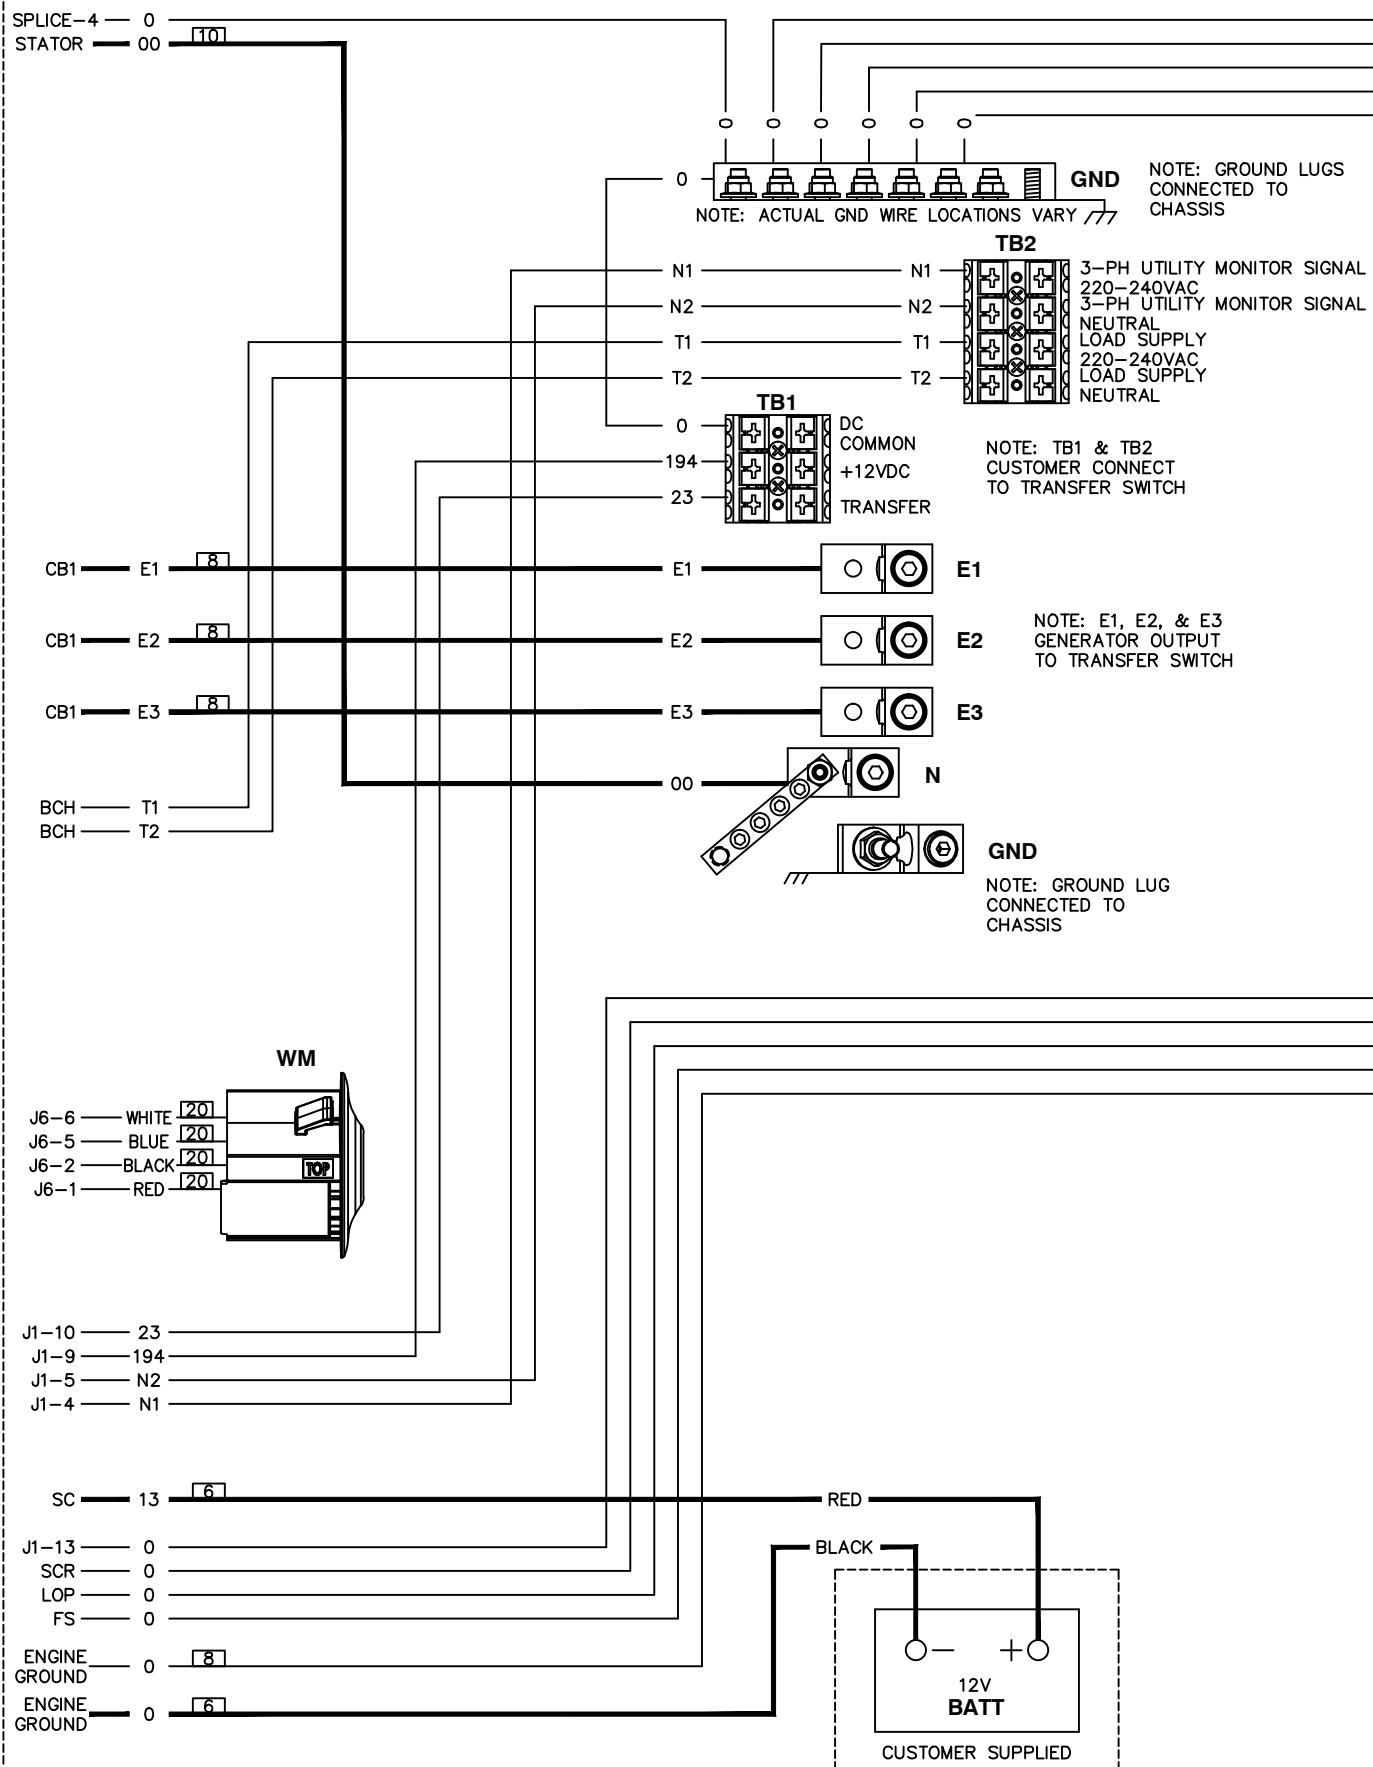 SPLICE-4 0
STATOR 00 10
0 0 0 0 0 0
0 GND
NOTE: GROUND LUGS
CONNECTED TO
CHASSIS
NOTE: ACTUAL GND WIRE LOCATIONS VARY
TB2
N1 N1 3-PH UTILITY MONITOR SIGNAL
220-240VAC
N2 N2 3-PH UTILITY MONITOR SIGNAL
NEUTRAL
T1 T1 LOAD SUPPLY
220-240VAC
T2 T2 LOAD SUPPLY
NEUTRAL
TB1
0 DC
COMMON
194 +12VDC
23 TRANSFER
NOTE: TB1 & TB2
CUSTOMER CONNECT
TO TRANSFER SWITCH
CB1 E1 8 E1 E1
CB1 E2 8 E2 E2
CB1 E3 8 E3 E3
NOTE: E1, E2, & E3
GENERATOR OUTPUT
TO TRANSFER SWITCH
00 N
BCH T1
BCH T2
GND
NOTE: GROUND LUG
CONNECTED TO
CHASSIS
WM
J6-6 WHITE 20
J6-5 BLUE 20
J6-2 BLACK 20
J6-1 RED 20
TOP
J1-10 23
J1-9 194
J1-5 N2
J1-4 N1
SC 13 6 RED
J1-13 0 BLACK
SCR 0
LOP 0
FS 0
ENGINE
GROUND 0 8
ENGINE
GROUND 0 6
- +
12V
BATT
CUSTOMER SUPPLIED